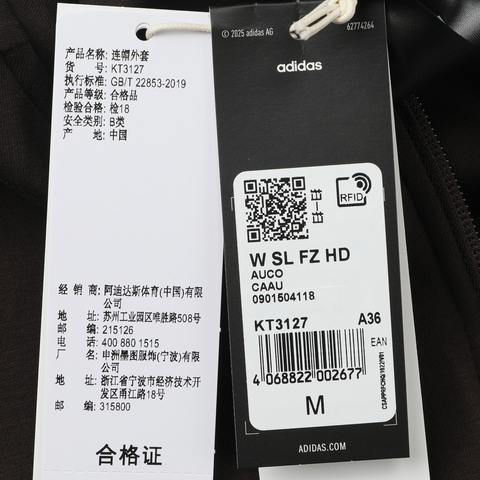 产品名称: 连帽外套
货 号: KT3127
执行标准: GB/T 22853-2019
产品等级: 合格品
检验合格: 检18
安全类别: B类
产 地: 中国
经 销 商: 阿迪达斯体育(中国)有限
公司
地 址: 苏州工业园区唯胜路508号
邮 编: 215126
电 话: 400 880 1515
厂 名: 申洲墨图服饰(宁波)有限
公司
地 址: 浙江省宁波市经济技术开
发区甬江路18号
邮 编: 315800
合格证
© 2025 adidas AG
62774264
adidas
RFID
W SL FZ HD
AUCO
CAAU
0901504118
KT3127 A36
EAN
4 068822 002677
M
ADIDAS.COM